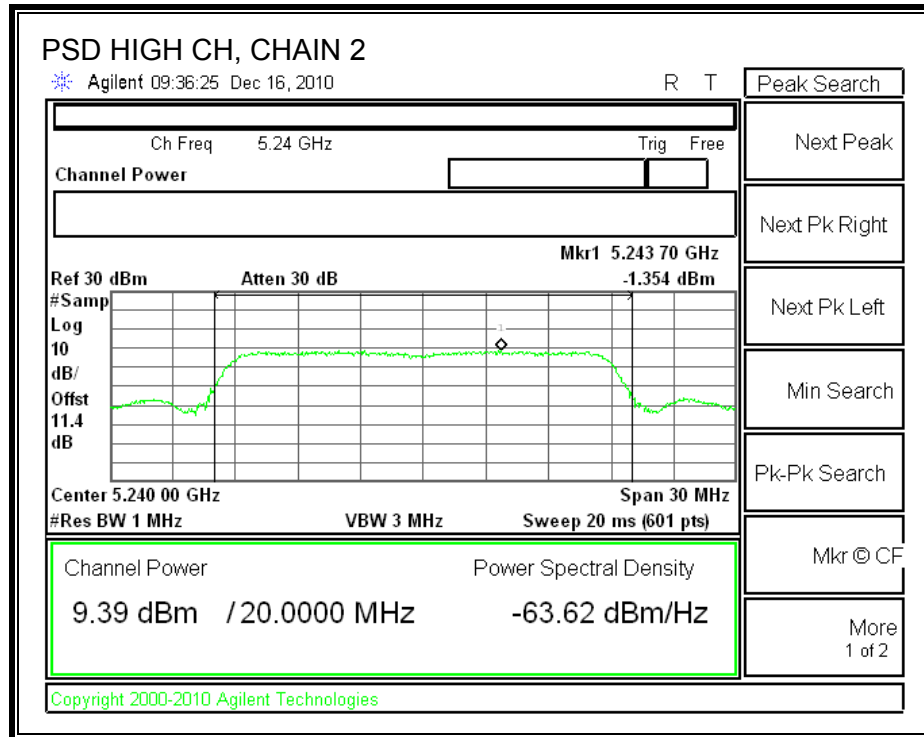 PSD HIGH CH, CHAIN 2
Agilent 09:36:25 Dec 16, 2010 R T
Peak Search
Ch Freq 5.24 GHz Trig Free
Next Peak
Channel Power
Next Pk Right
Mkr1 5.243 70 GHz
Ref 30 dBm Atten 30 dB -1.354 dBm
#Samp
Log
10
dB/
Offst
11.4
dB
1
Next Pk Left
Min Search
Pk-Pk Search
Center 5.240 00 GHz Span 30 MHz
#Res BW 1 MHz VBW 3 MHz Sweep 20 ms (601 pts)
Mkr © CF
Channel Power Power Spectral Density
9.39 dBm / 20.0000 MHz -63.62 dBm/Hz
More
1 of 2
Copyright 2000-2010 Agilent Technologies